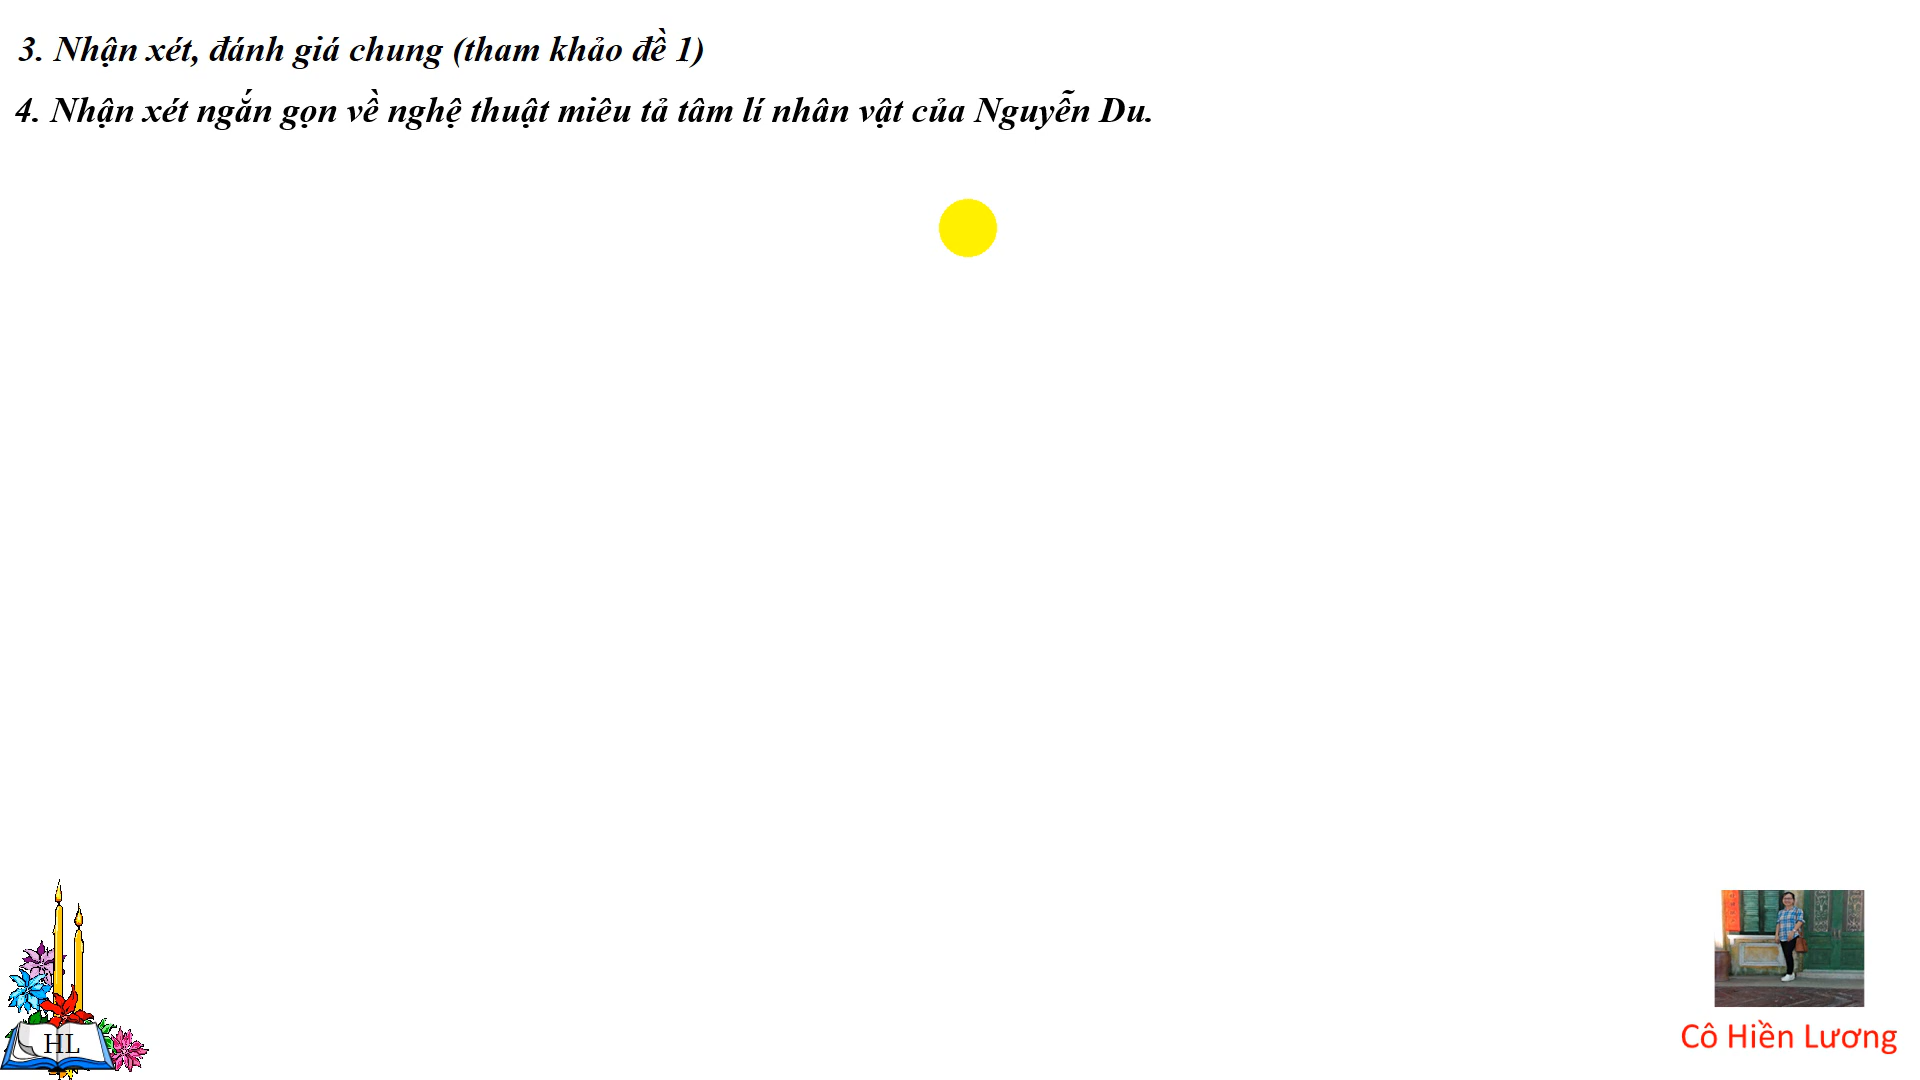 3. Nhận xét, đánh giá chung (tham khảo đề 1)
4. Nhận xét ngắn gọn về nghệ thuật miêu tả tâm lí nhân vật của Nguyễn Du.
HL
Cô Hiền Lương